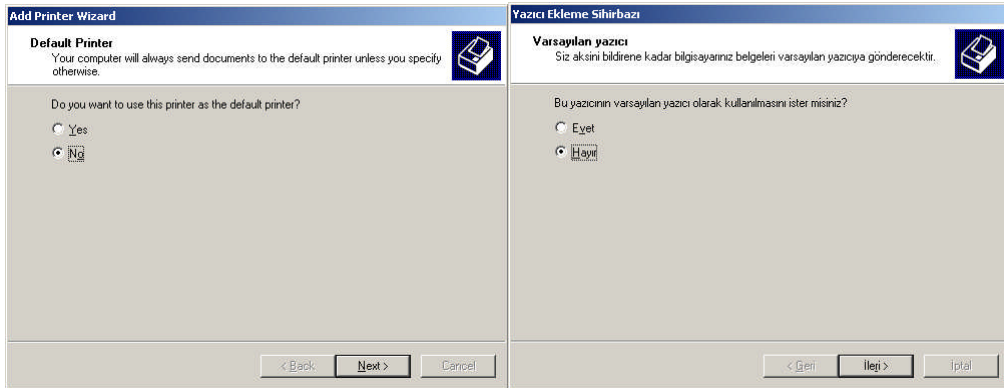 Add Printer Wizard
Default Printer
Your computer will always send documents to the default printer unless you specify
otherwise.
Do you want to use this printer as the default printer?
Yes
No
< Back
Next >
Cancel
Yazıcı Ekleme Sihirbazı
Varsayılan yazıcı
Siz aksini bildirene kadar bilgisayarınız belgeleri varsayılan yazıcıya gönderecektir.
Bu yazıcının varsayılan yazıcı olarak kullanılmasını ister misiniz?
Evet
Hayır
< Geri
İleri >
İptal